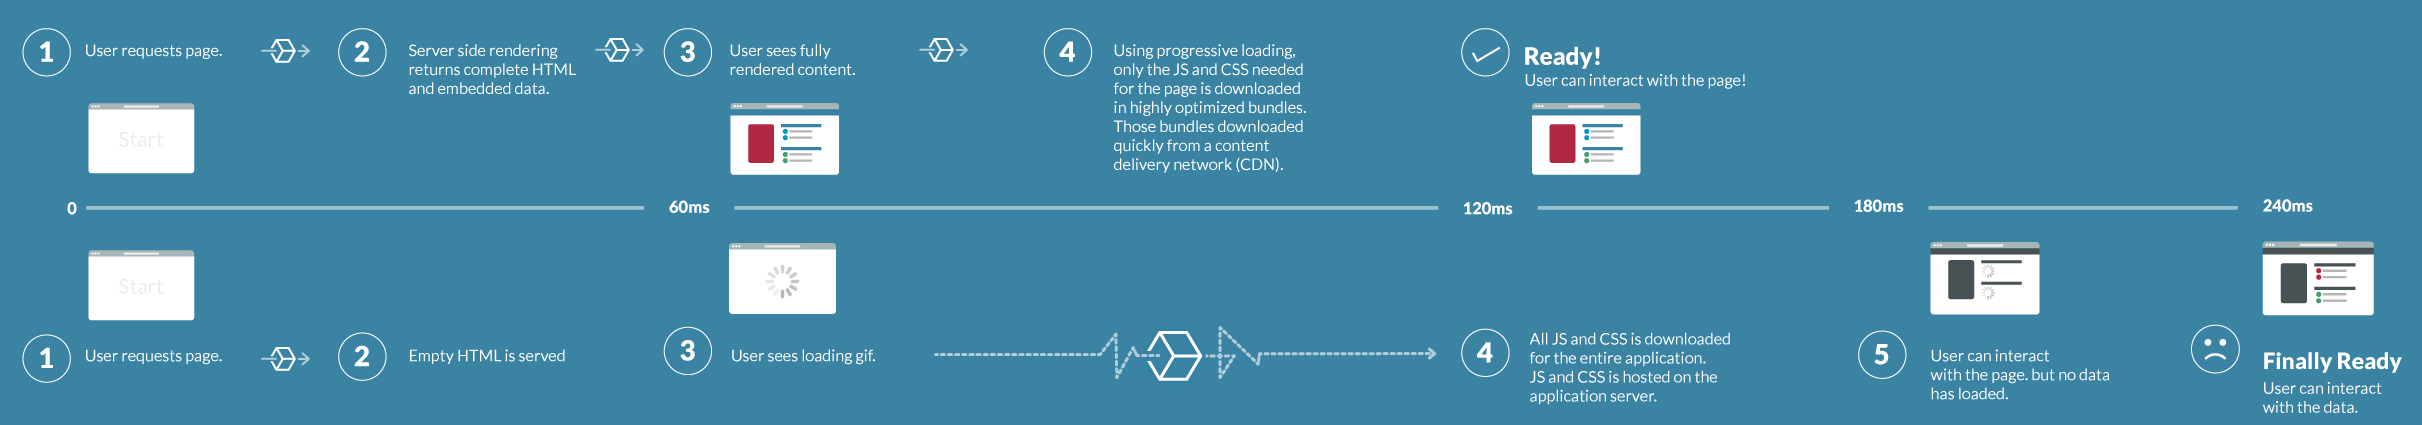 1
User requests page.
2
Server side rendering
returns complete HTML
and embedded data.
3
User sees fully
rendered content.
4
Using progressive loading,
only the JS and CSS needed
for the page is downloaded
in highly optimized bundles.
Those bundles downloaded
quickly from a content
delivery network (CDN).
Ready!
User can interact with the page!
Start
0
60ms
120ms
180ms
240ms
Start
1
User requests page.
2
Empty HTML is served
3
User sees loading gif.
4
All JS and CSS is downloaded
for the entire application.
JS and CSS is hosted on the
application server.
5
User can interact
with the page. but no data
has loaded.
Finally Ready
User can interact
with the data.